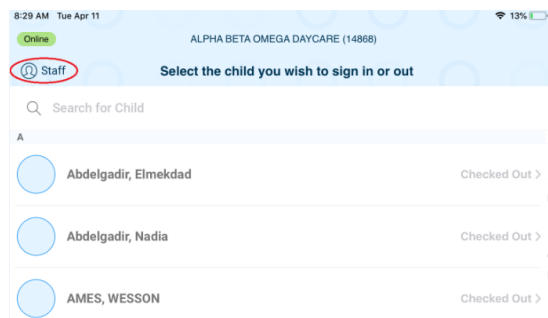 8:29 AM Tue Apr 11 13%
Online ALPHA BETA OMEGA DAYCARE (14868)
Staff Select the child you wish to sign in or out
Search for Child
A
Abdelgadir, Elmekdad Checked Out >
Abdelgadir, Nadia Checked Out >
AMES, WESSON Checked Out >